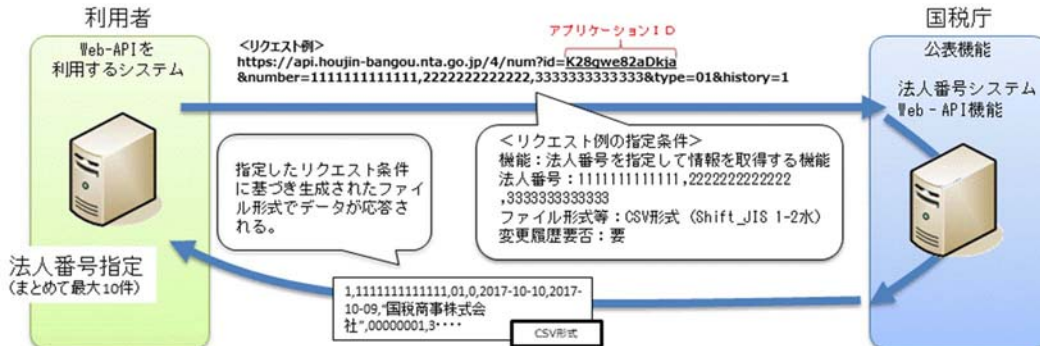 利用者
Web-APIを
利用するシステム
アプリケーションID
<リクエスト例>
https://api.houjin-bangou.nta.go.jp/4/num?id=K28gwe82aDkja
&number=1111111111111,2222222222222,3333333333333&type=01&history=1
国税庁
公表機能
法人番号システム
Web‐API機能
指定したリクエスト条件
に基づき生成されたファイ
ル形式でデータが応答さ
れる。
<リクエスト例の指定条件>
機能:法人番号を指定して情報を取得する機能
法人番号:1111111111111,2222222222222
,3333333333333
ファイル形式等:CSV形式(Shift_JIS 1-2水)
変更履歴要否:要
法人番号指定
(まとめて最大10件)
1,1111111111111,01,0,2017-10-10,2017-
10-09,"国税商事株式会
社",00000001,3････
CSV形式